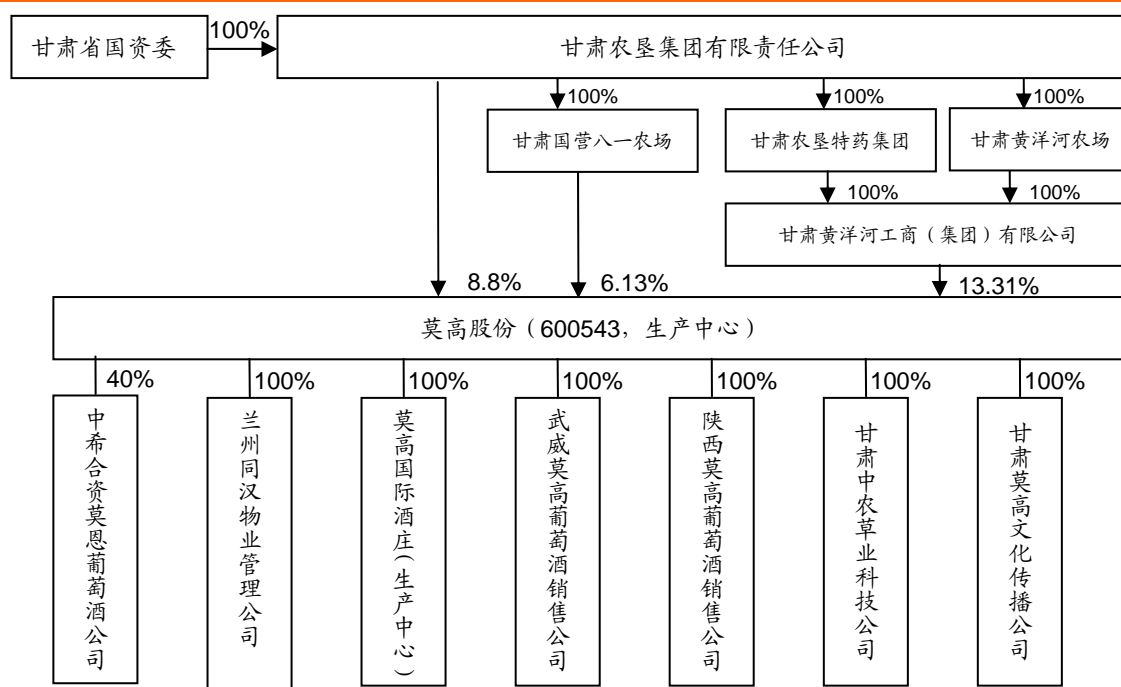 甘肃省国资委
100%
甘肃农垦集团有限责任公司
100%
100%
100%
甘肃国营八一农场
甘肃农垦特药集团
甘肃黄洋河农场
100%
100%
甘肃黄洋河工商（集团）有限公司
8.8%
6.13%
13.31%
莫高股份（600543，生产中心）
40%
100%
100%
100%
100%
100%
100%
中希合资莫恩葡萄酒公司
兰州同汉物业管理公司
莫高国际酒庄（生产中心）
武威莫高葡萄酒销售公司
陕西莫高葡萄酒销售公司
甘肃中农草业科技公司
甘肃莫高文化传播公司